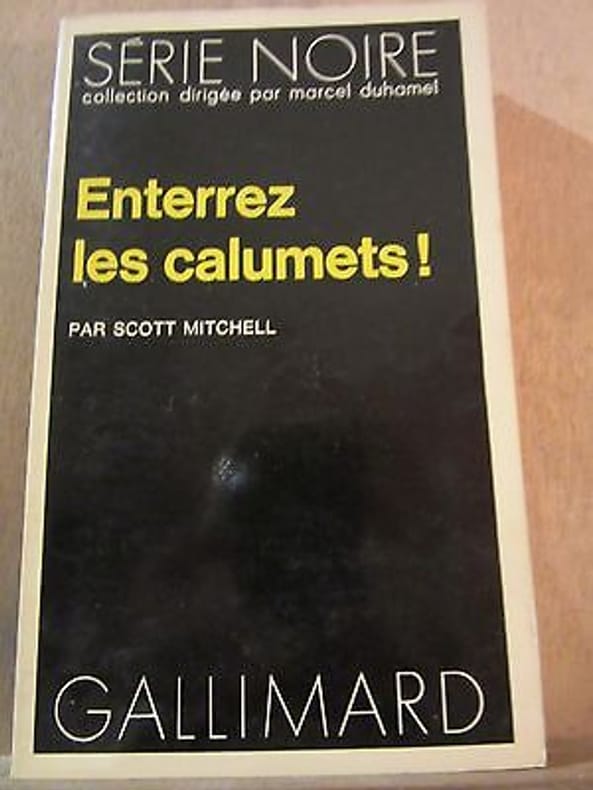 SÉRIE NOIRE
collection dirigée par marcel duhamel
Enterrez
les calumets !
PAR SCOTT MITCHELL
GALLIMARD